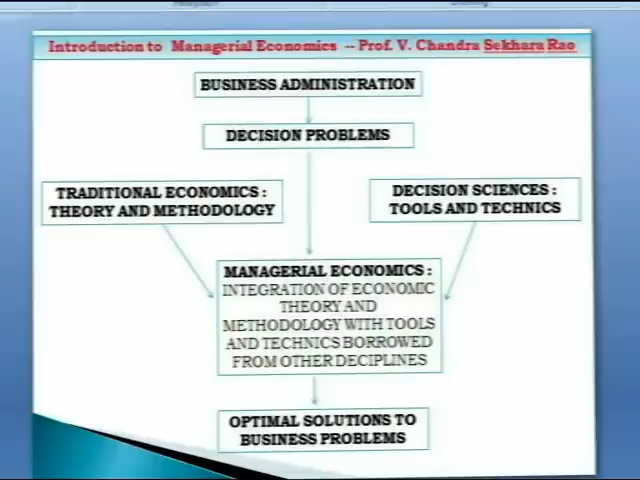 Introduction to Managerial Economics -- Prof. V. Chandra Sekhara Rao
BUSINESS ADMINISTRATION
DECISION PROBLEMS
TRADITIONAL ECONOMICS :
THEORY AND METHODOLOGY
DECISION SCIENCES :
TOOLS AND TECHNICS
MANAGERIAL ECONOMICS :
INTEGRATION OF ECONOMIC
THEORY AND
METHODOLOGY WITH TOOLS
AND TECHNICS BORROWED
FROM OTHER DECIPLINES
OPTIMAL SOLUTIONS TO
BUSINESS PROBLEMS